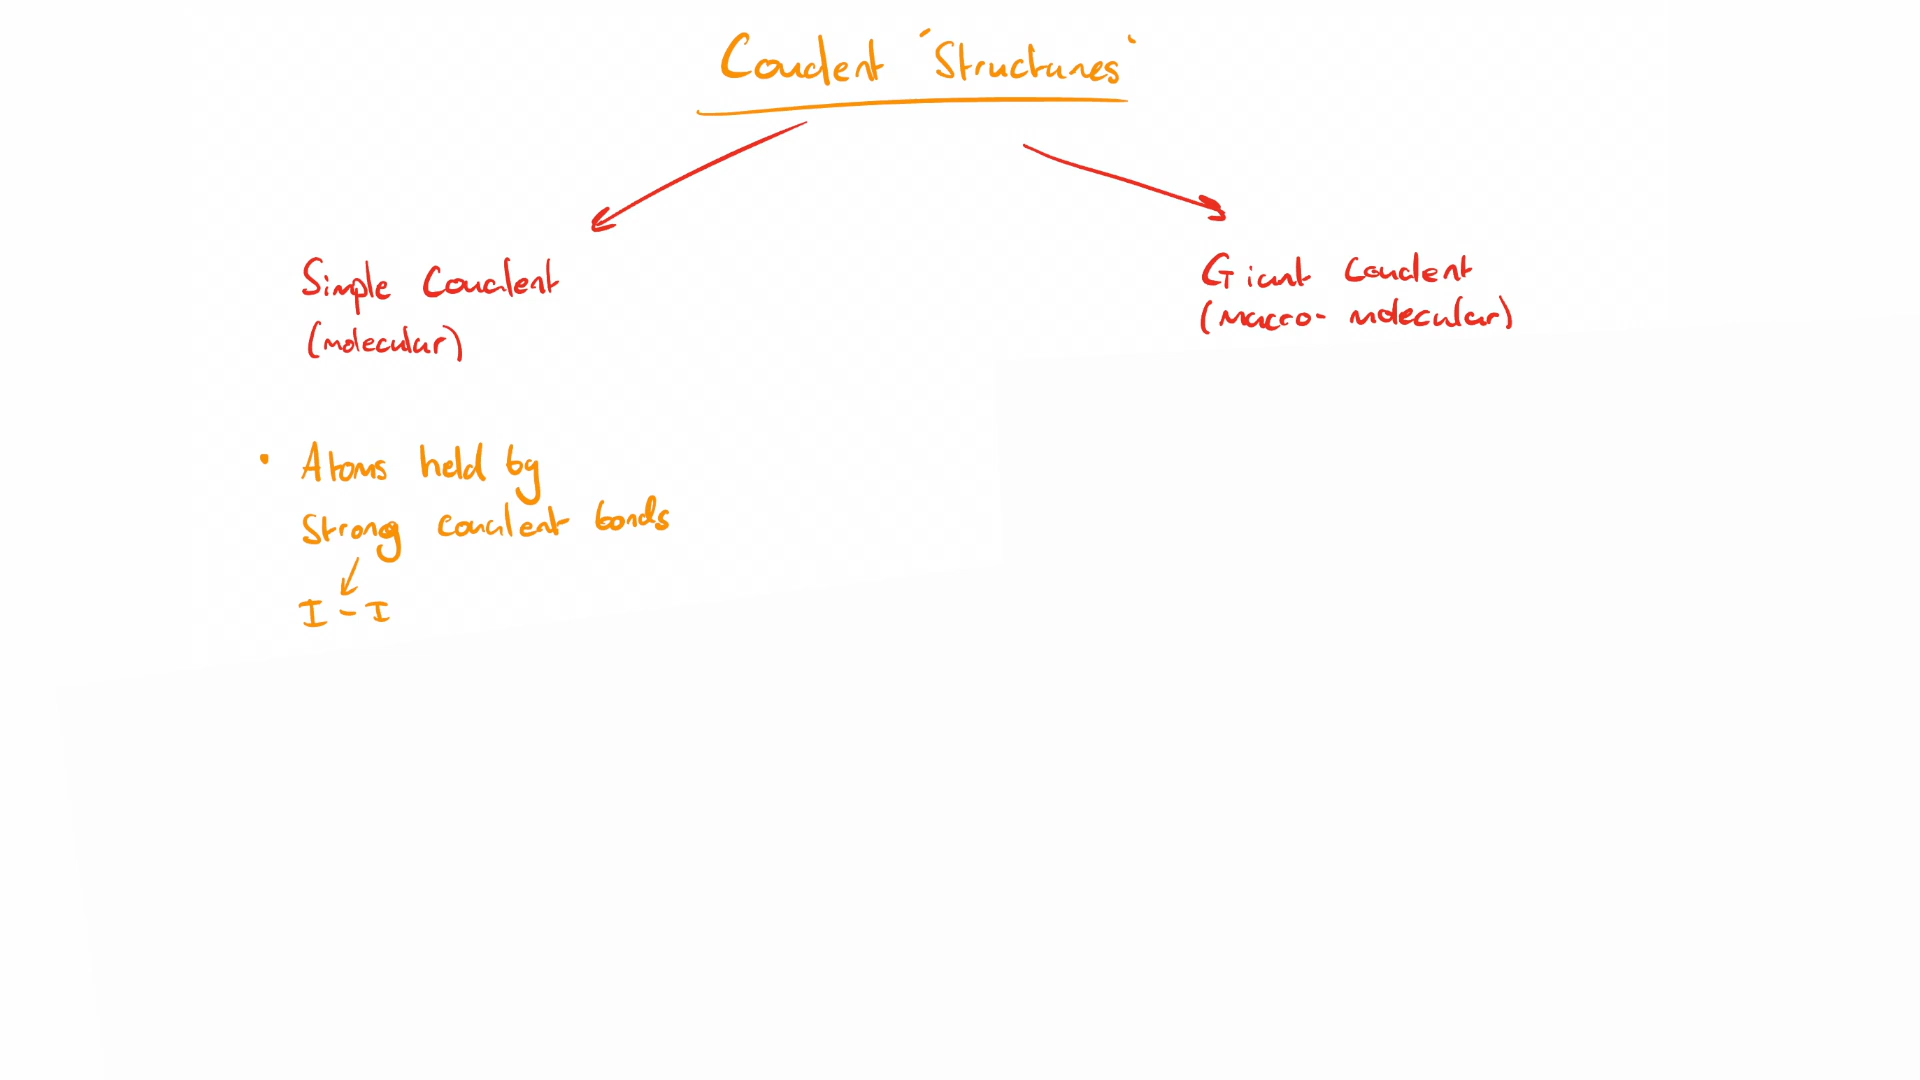 Covalent 'Structures'
Simple Covalent
(molecular)
Giant Covalent
(macro-molecular)
• Atoms held by
Strong covalent bonds
I - I